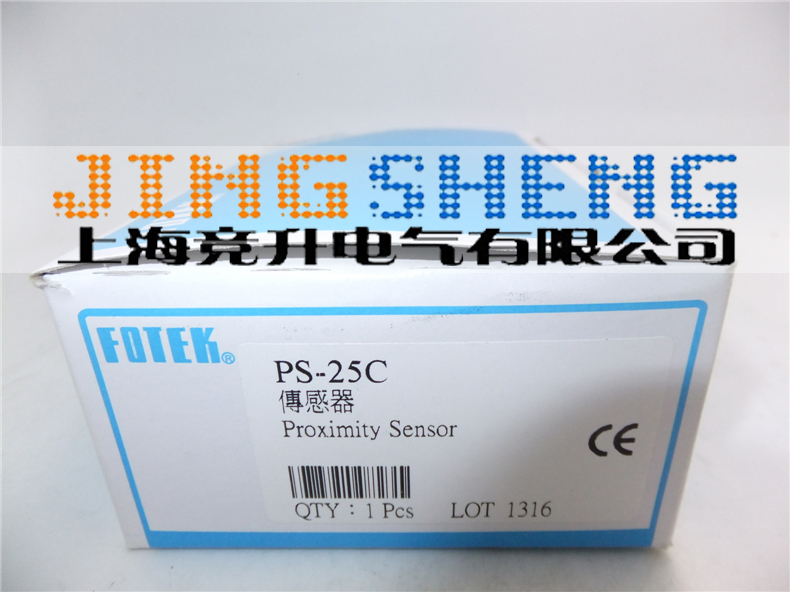 JINGSHENG
上海竞升电气有限公司
FOTEK®
PS-25C
傳感器
Proximity Sensor
CE
QTY : 1 Pcs LOT 1316